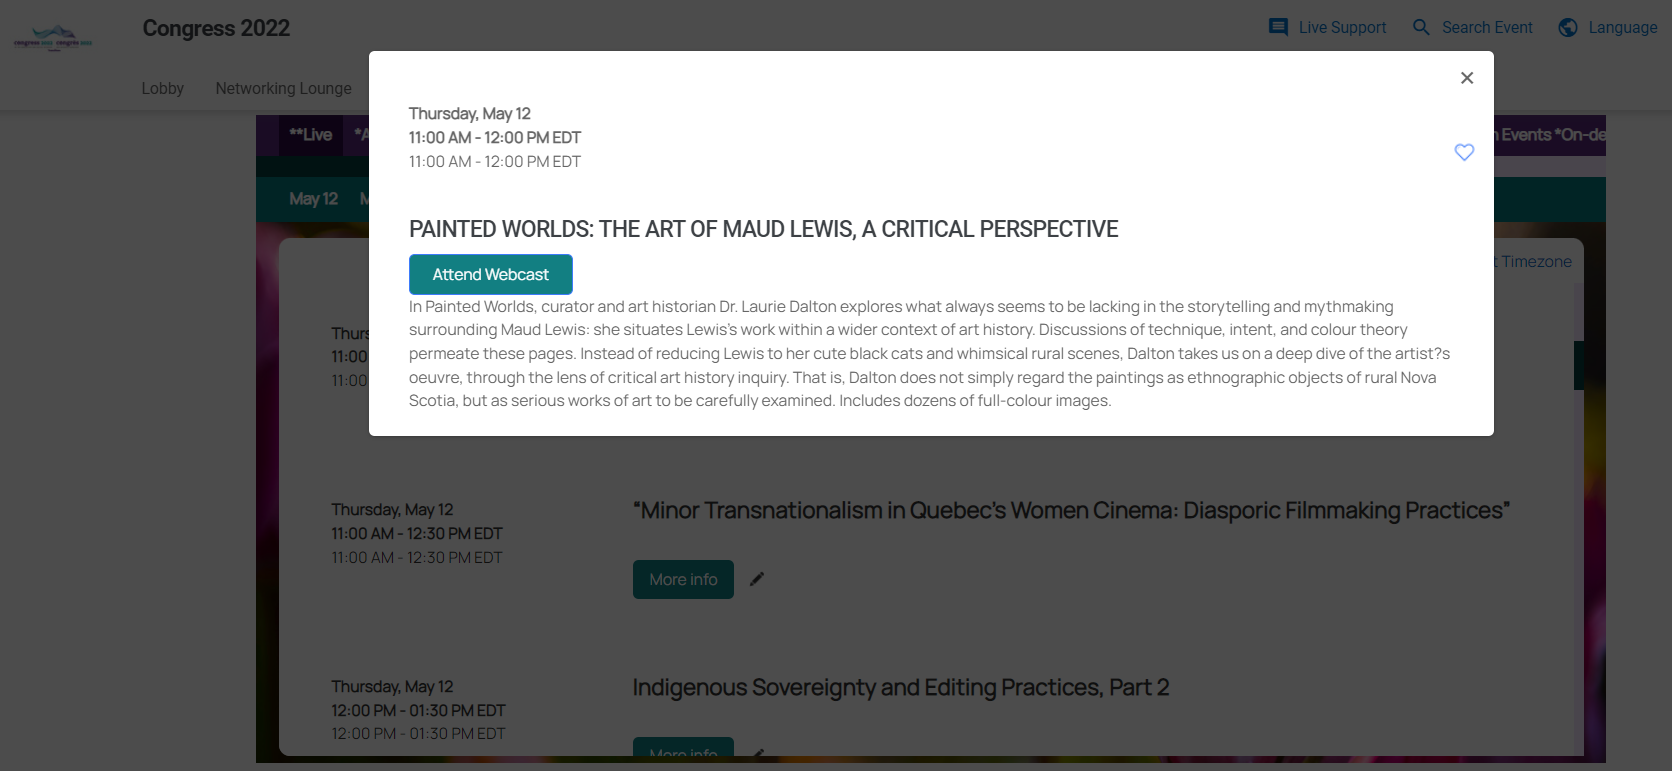 Congress 2022
Live Support
Search Event
Language
Lobby
Networking Lounge
Thursday, May 12
11:00 AM - 12:00 PM EDT
11:00 AM - 12:00 PM EDT
**Live
*A
n Events *On-de
May 12
M
PAINTED WORLDS: THE ART OF MAUD LEWIS, A CRITICAL PERSPECTIVE
t Timezone
Attend Webcast
In Painted Worlds, curator and art historian Dr. Laurie Dalton explores what always seems to be lacking in the storytelling and mythmaking
surrounding Maud Lewis: she situates Lewis's work within a wider context of art history. Discussions of technique, intent, and colour theory
permeate these pages. Instead of reducing Lewis to her cute black cats and whimsical rural scenes, Dalton takes us on a deep dive of the artist?s
oeuvre, through the lens of critical art history inquiry. That is, Dalton does not simply regard the paintings as ethnographic objects of rural Nova
Scotia, but as serious works of art to be carefully examined. Includes dozens of full-colour images.
Thurs
11:00
11:00
Thursday, May 12
11:00 AM - 12:30 PM EDT
11:00 AM - 12:30 PM EDT
“Minor Transnationalism in Quebec’s Women Cinema: Diasporic Filmmaking Practices”
More info
Thursday, May 12
12:00 PM - 01:30 PM EDT
12:00 PM - 01:30 PM EDT
Indigenous Sovereignty and Editing Practices, Part 2
More info